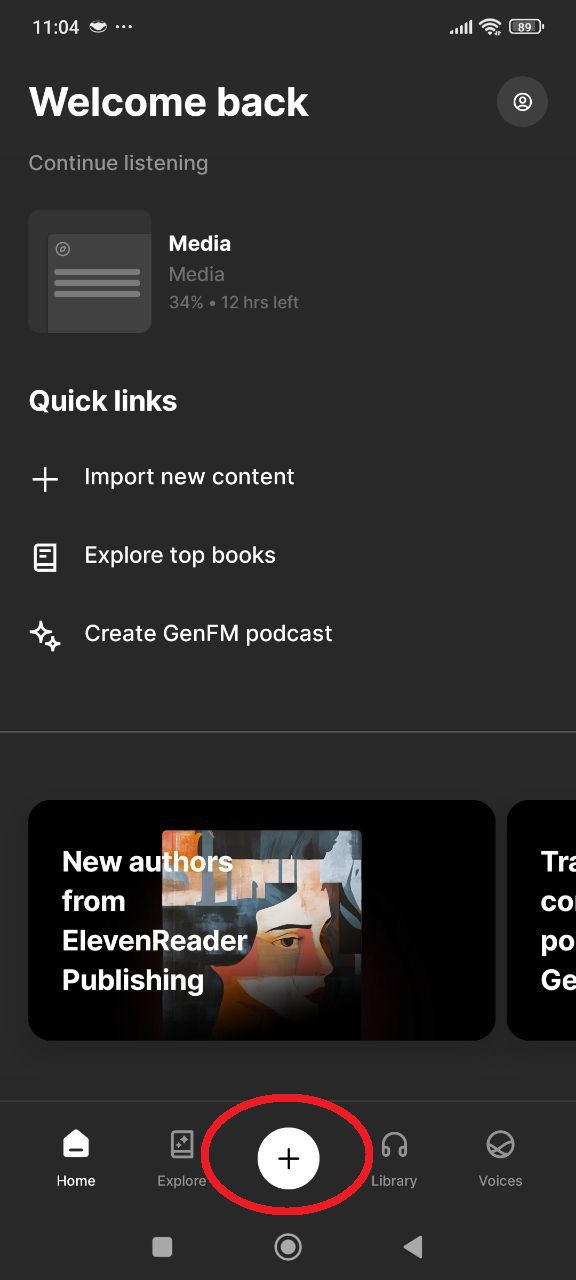 11:04
89
Welcome back
Continue listening
Media
Media
34% • 12 hrs left
Quick links
Import new content
Explore top books
Create GenFM podcast
New authors
from
ElevenReader
Publishing
Tra
co
po
Ge
Home
Explore
Library
Voices